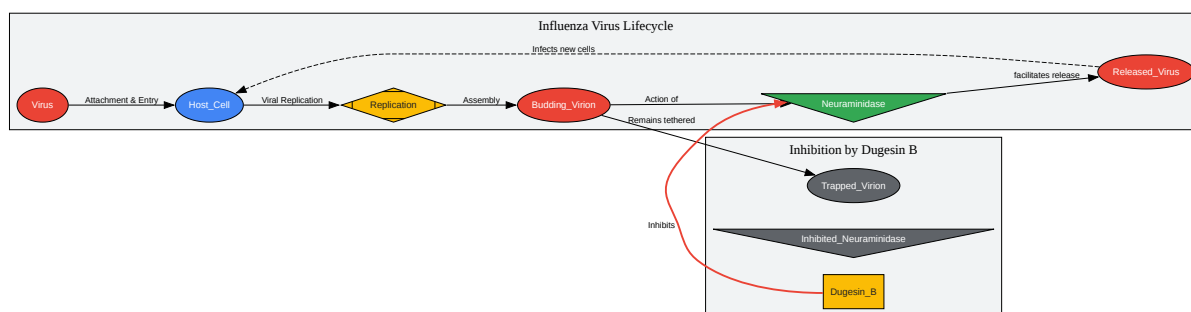 Influenza Virus Lifecycle
Infects new cells
Released_Virus
facilitates release
Virus
Attachment & Entry
Host_Cell
Viral Replication
Replication
Assembly
Budding_Virion
Action of
Neuraminidase
Remains tethered
Inhibition by Dugesin B
Trapped_Virion
Inhibits
Inhibited_Neuraminidase
Dugesin_B